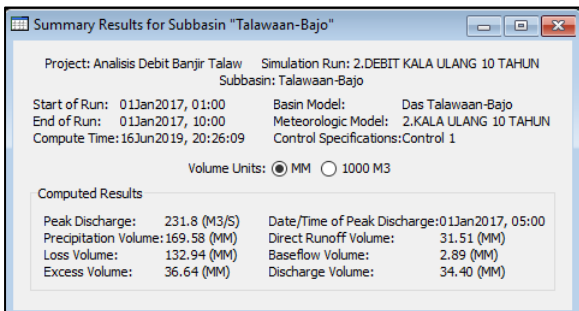 Summary Results for Subbasin "Talawaan-Bajo"
Project: Analisis Debit Banjir Talaw Simulation Run: 2.DEBIT KALA ULANG 10 TAHUN
Subbasin: Talawaan-Bajo
Start of Run: 01Jan2017, 01:00 Basin Model: Das Talawaan-Bajo
End of Run: 01Jan2017, 10:00 Meteorologic Model: 2.KALA ULANG 10 TAHUN
Compute Time:16Jun2019, 20:26:09 Control Specifications:Control 1
Volume Units: MM 1000 M3
Computed Results
Peak Discharge: 231.8 (M3/S) Date/Time of Peak Discharge:01Jan2017, 05:00
Precipitation Volume:169.58 (MM) Direct Runoff Volume: 31.51 (MM)
Loss Volume: 132.94 (MM) Baseflow Volume: 2.89 (MM)
Excess Volume: 36.64 (MM) Discharge Volume: 34.40 (MM)